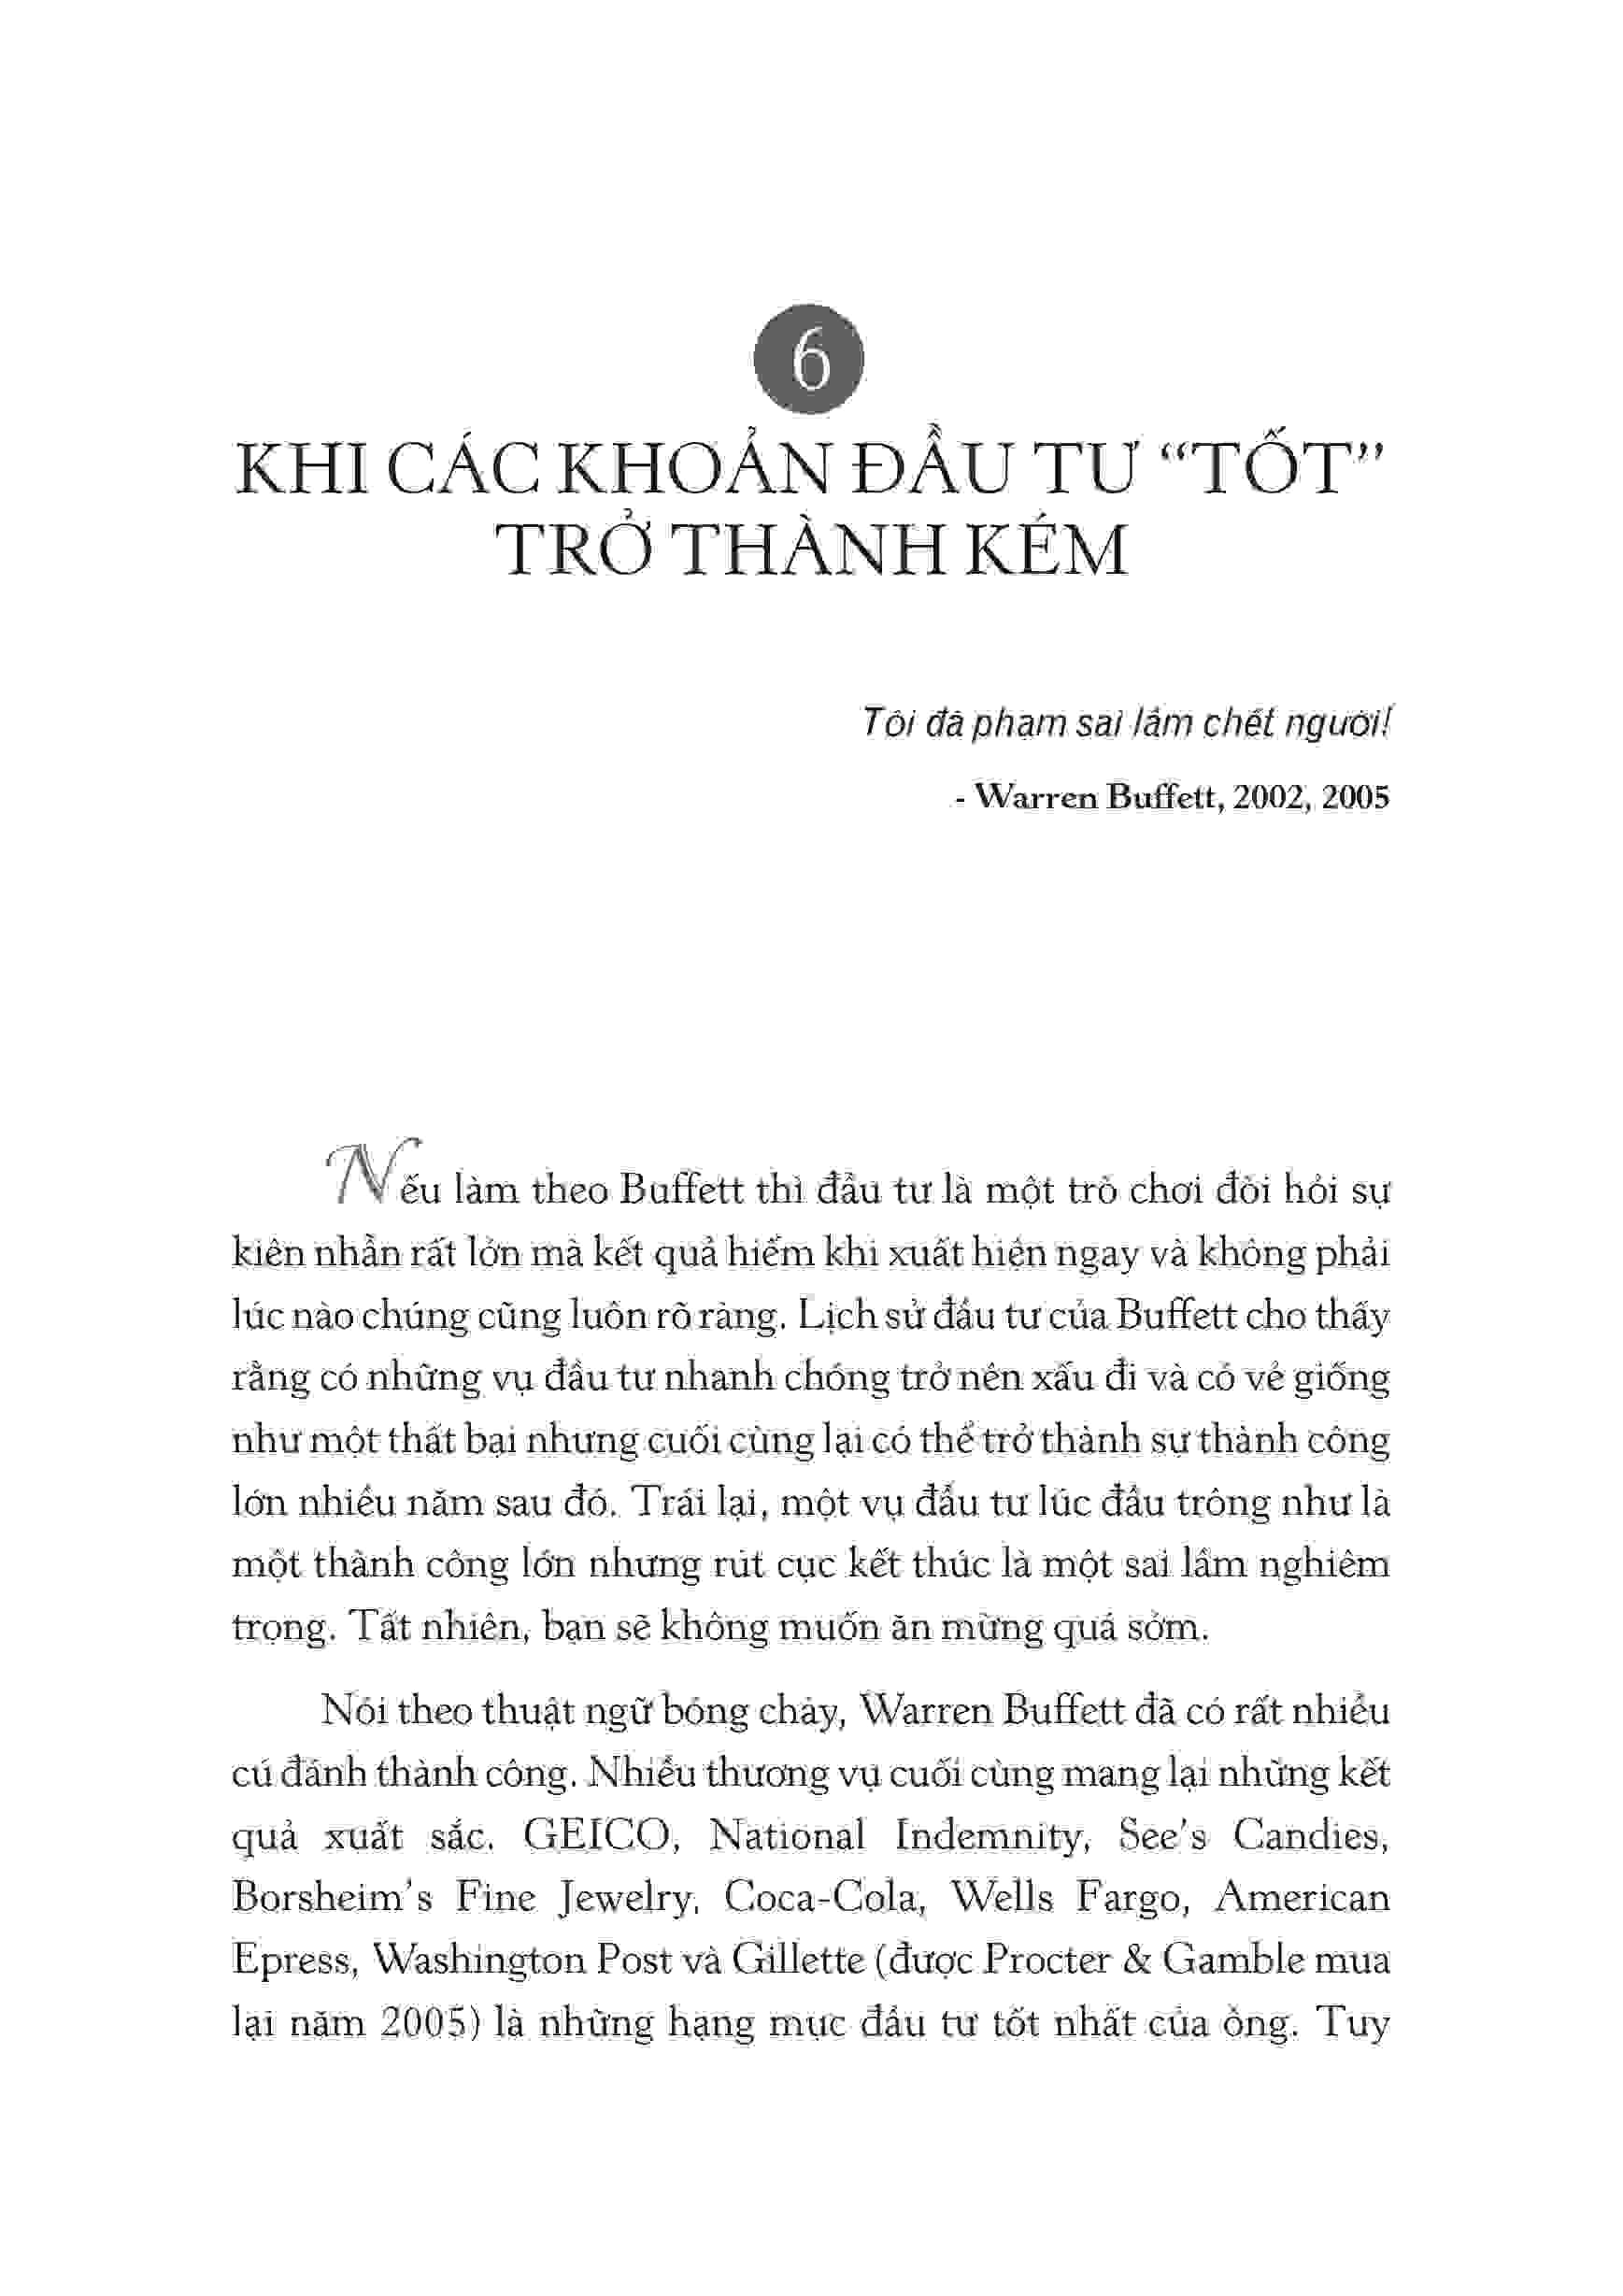 6
KHI CÁC KHOẢN ĐẦU TƯ “TỐT”
TRỞ THÀNH KÉM
Tôi đã phạm sai lầm chết người!
- Warren Buffett, 2002, 2005
Nếu làm theo Buffett thì đầu tư là một trò chơi đòi hỏi sự
kiên nhẫn rất lớn mà kết quả hiếm khi xuất hiện ngay và không phải
lúc nào chúng cũng luôn rõ ràng. Lịch sử đầu tư của Buffett cho thấy
rằng có những vụ đầu tư nhanh chóng trở nên xấu đi và có vẻ giống
như một thất bại nhưng cuối cùng lại có thể trở thành sự thành công
lớn nhiều năm sau đó. Trái lại, một vụ đầu tư lúc đầu trông như là
một thành công lớn nhưng rút cục kết thúc là một sai lầm nghiêm
trọng. Tất nhiên, bạn sẽ không muốn ăn mừng quá sớm.
Nói theo thuật ngữ bóng chày, Warren Buffett đã có rất nhiều
cú đánh thành công. Nhiều thương vụ cuối cùng mang lại những kết
quả xuất sắc. GEICO, National Indemnity, See’s Candies,
Borsheim’s Fine Jewelry, Coca-Cola, Wells Fargo, American
Epress, Washington Post và Gillette (được Procter & Gamble mua
lại năm 2005) là những hạng mục đầu tư tốt nhất của ông. Tuy